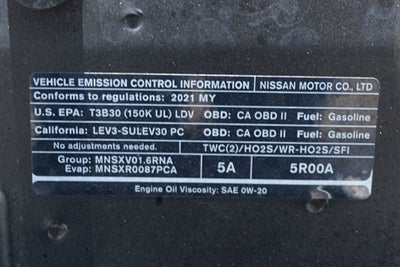 VEHICLE EMISSION CONTROL INFORMATION NISSAN MOTOR CO., LTD
Conforms to regulations: 2021 MY
U.S. EPA: T3B30 (150K UL) LDV OBD: CA OBD II Fuel: Gasoline
California: LEV3-SULEV30 PC OBD: CA OBD II Fuel: Gasoline
No adjustments needed. TWC(2)/HO2S/WR-HO2S/SFI
Group: MNSXV01.6RNA
Evap: MNSXR0087PCA 5A 5R00A
Engine Oil Viscosity: SAE 0W-20